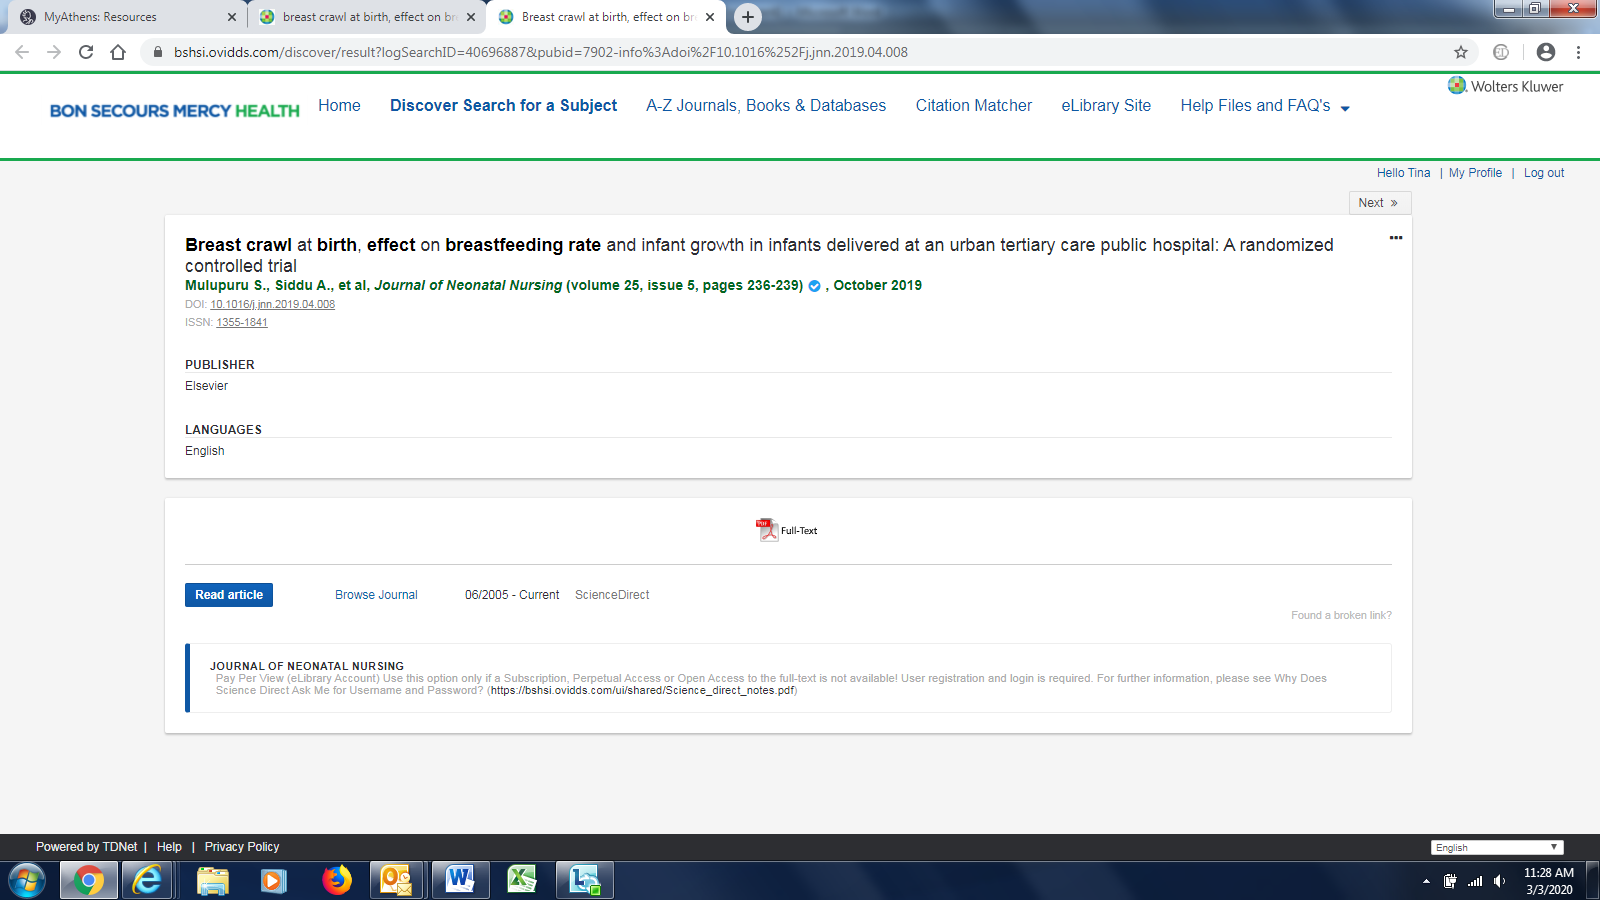 MyAthens: Resources
breast crawl at birth, effect on br
Breast crawl at birth, effect on br
bshsi.ovidds.com/discover/result?logSearchID=40696887&pubid=7902-info%3Adoi%2F10.1016%252Fj.jnn.2019.04.008
Wolters Kluwer
BON SECOURS MERCY HEALTH Home Discover Search for a Subject A-Z Journals, Books & Databases Citation Matcher eLibrary Site Help Files and FAQ's
Hello Tina | My Profile | Log out
Next »
Breast crawl at birth, effect on breastfeeding rate and infant growth in infants delivered at an urban tertiary care public hospital: A randomized
controlled trial
Mulupuru S., Siddu A., et al, Journal of Neonatal Nursing (volume 25, issue 5, pages 236-239) , October 2019
DOI: 10.1016/j.jnn.2019.04.008
ISSN: 1355-1841
PUBLISHER
Elsevier
LANGUAGES
English
PDF Full-Text
Read article Browse Journal 06/2005 - Current ScienceDirect
Found a broken link?
JOURNAL OF NEONATAL NURSING
Pay Per View (eLibrary Account) Use this option only if a Subscription, Perpetual Access or Open Access to the full-text is not available! User registration and login is required. For further information, please see Why Does
Science Direct Ask Me for Username and Password? (https://bshsi.ovidds.com/ui/shared/Science_direct_notes.pdf)
Powered by TDNet | Help | Privacy Policy
English
11:28 AM
3/3/2020